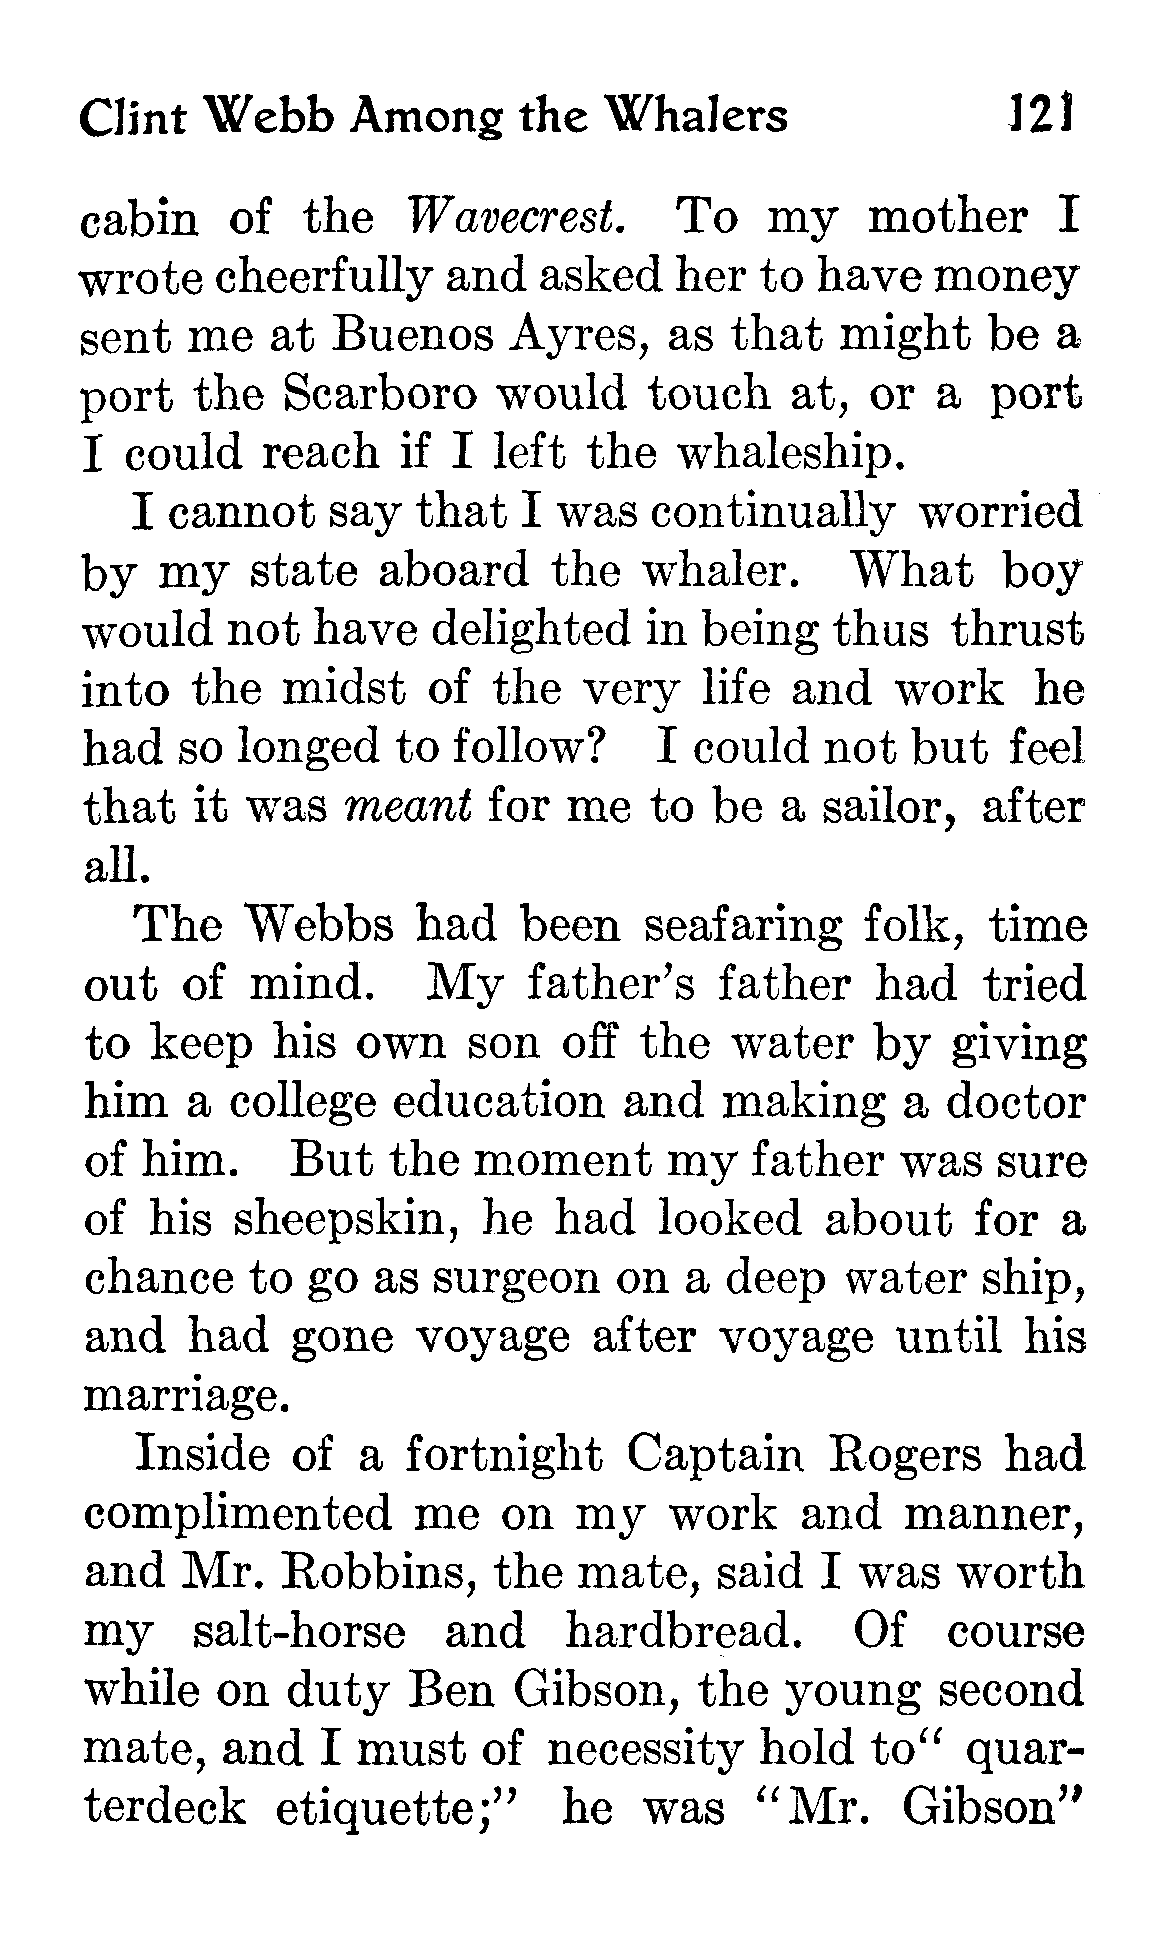 Clint Webb Among the Whalers 121
cabin of the Wavecrest. To my mother I
wrote cheerfully and asked her to have money
sent me at Buenos Ayres, as that might be a
port the Scarboro would touch at, or a port
I could reach if I left the whaleship.
I cannot say that I was continually worried
by my state aboard the whaler. What boy
would not have delighted in being thus thrust
into the midst of the very life and work he
had so longed to follow? I could not but feel
that it was meant for me to be a sailor, after
all.
The Webbs had been seafaring folk, time
out of mind. My father's father had tried
to keep his own son off the water by giving
him a college education and making a doctor
of him. But the moment my father was sure
of his sheepskin, he had looked about for a
chance to go as surgeon on a deep water ship,
and had gone voyage after voyage until his
marriage.
Inside of a fortnight Captain Rogers had
complimented me on my work and manner,
and Mr. Robbins, the mate, said I was worth
my salt-horse and hardbread. Of course
while on duty Ben Gibson, the young second
mate, and I must of necessity hold to“ quar-
terdeck etiquette;” he was “Mr. Gibson”